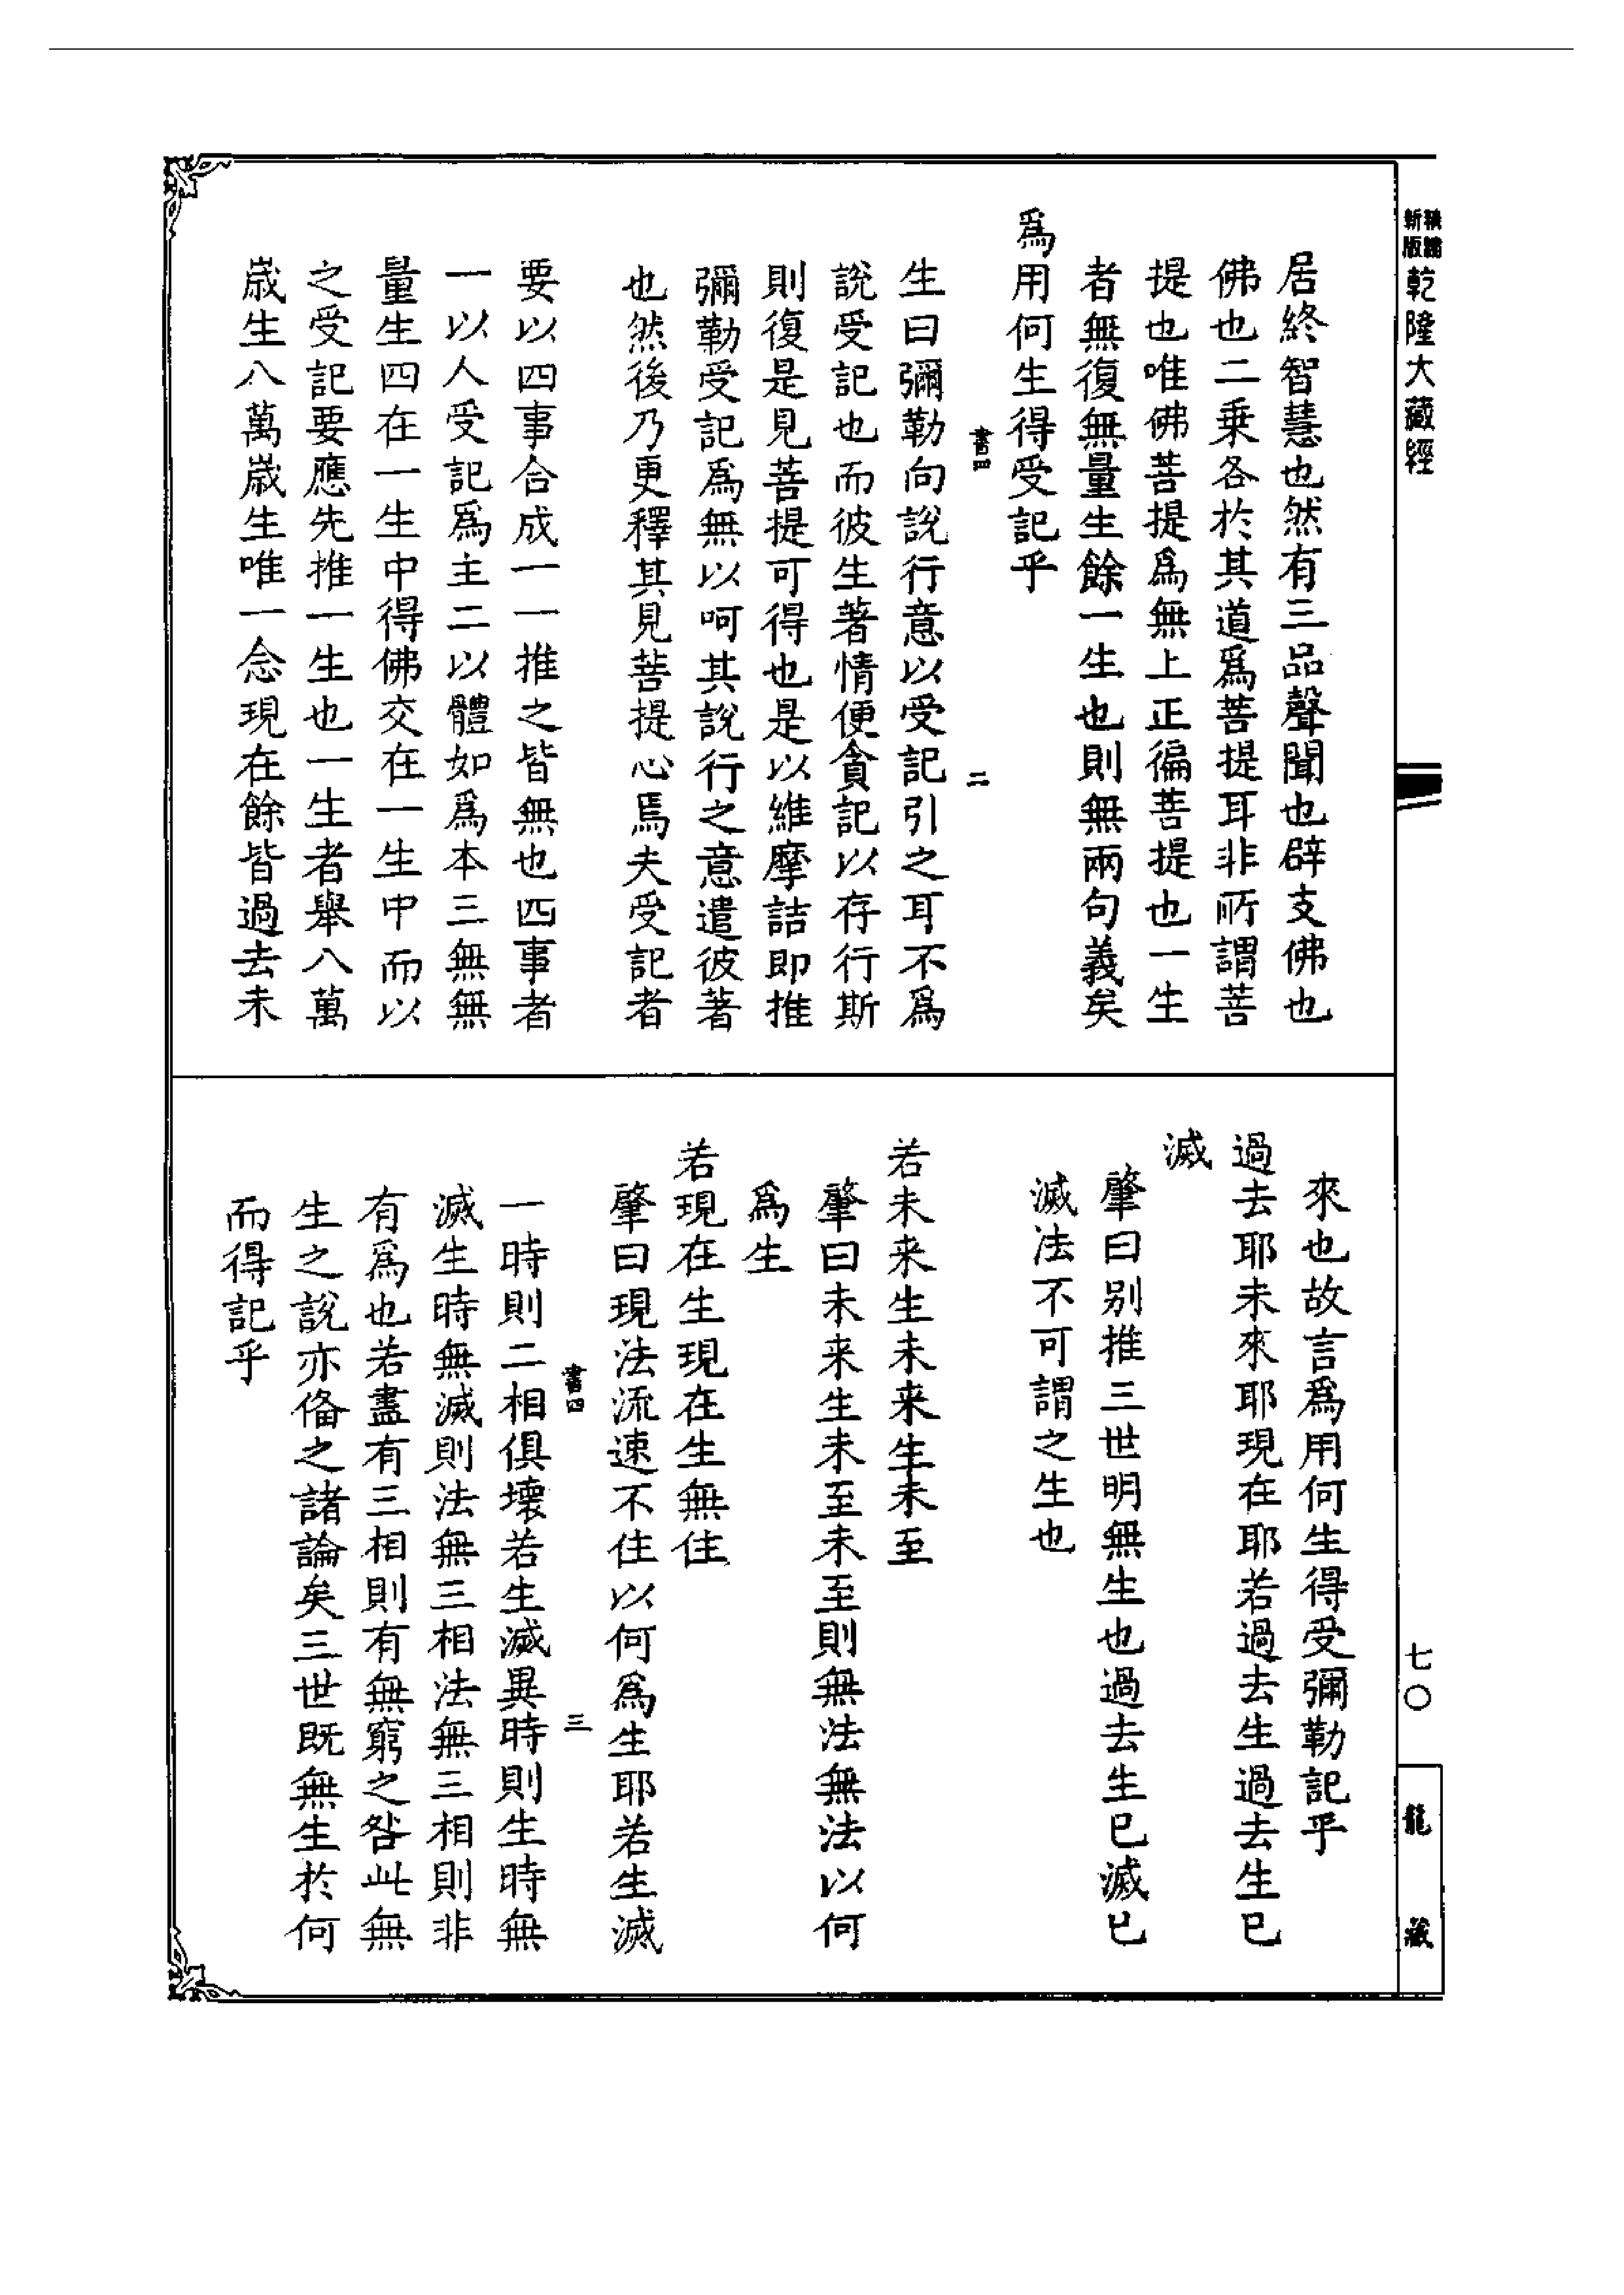 新版
精縮
乾隆大藏經
居終智慧也然有三品聲聞也辟支佛也
佛也二乗各於其道爲菩提耳非所謂菩
提也唯佛菩提爲無上正徧菩提也一生
者無復無量生餘一生也則無兩句義矣
爲用何生得受記乎
書四
二
生曰彌勒向說行意以受記引之耳不爲
說受記也而彼生著情便貪記以存行斯
則復是見菩提可得也是以維摩詰即推
彌勒受記爲無以呵其說行之意遣彼著
也然後乃更釋其見菩提心焉夫受記者
要以四事合成一一推之皆無也四事者
一以人受記爲主二以體如爲本三無無
量生四在一生中得佛交在一生中而以
之受記要應先推一生也一生者舉八萬
歲生八萬歲生唯一念現在餘皆過去未
來也故言爲用何生得受彌勒記乎
過去耶未來耶現在耶若過去生過去生已
滅
肇曰别推三世明無生也過去生已滅已
滅法不可謂之生也
若未来生未来生未至
肇曰未来生未至未至則無法無法以何
爲生
若現在生現在生無住
肇曰現法流速不住以何爲生耶若生滅
書四
三
一時則二相俱壞若生滅異時則生時無
滅生時無滅則法無三相法無三相則非
有爲也若盡有三相則有無窮之咎此無
生之說亦俻之諸論矣三世既無生於何
而得記乎
七〇
龍藏